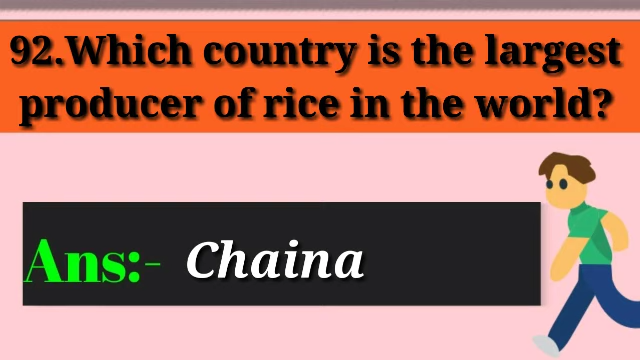 92.Which country is the largest
producer of rice in the world?
Ans:- Chaina